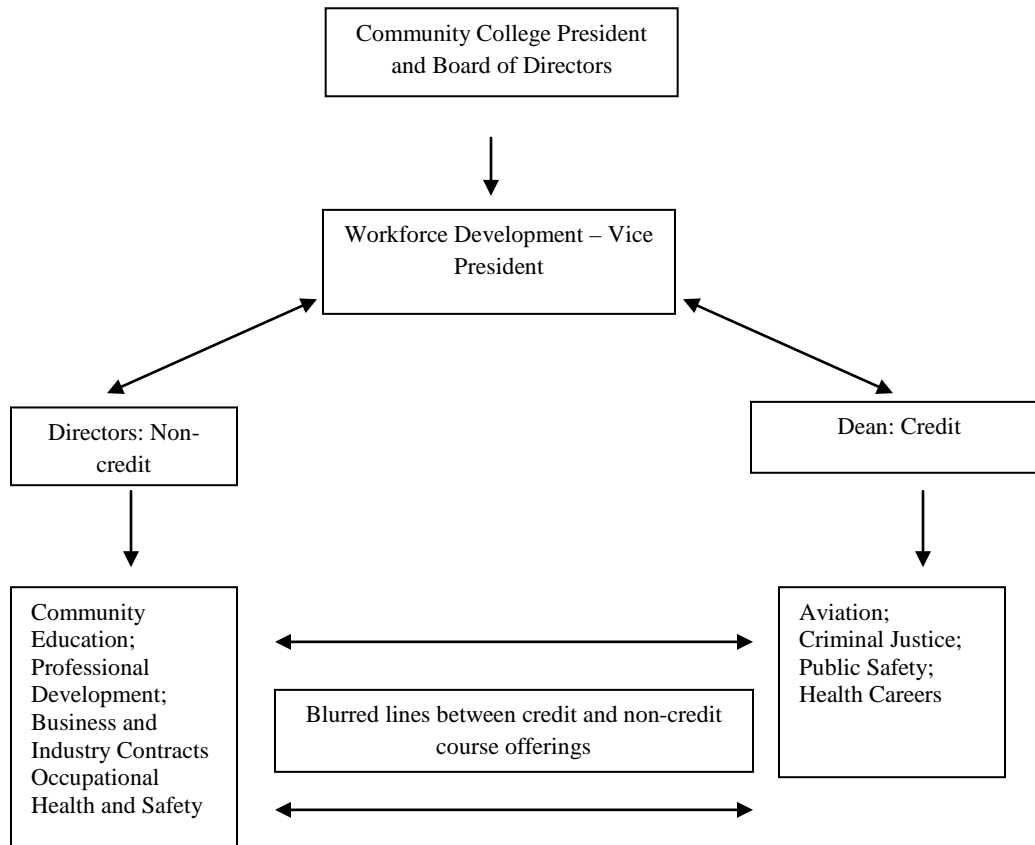 Community College President
and Board of Directors
Workforce Development – Vice
President
Directors: Non-
credit
Dean: Credit
Community
Education;
Professional
Development;
Business and
Industry Contracts
Occupational
Health and Safety
Blurred lines between credit and non-credit
course offerings
Aviation;
Criminal Justice;
Public Safety;
Health Careers